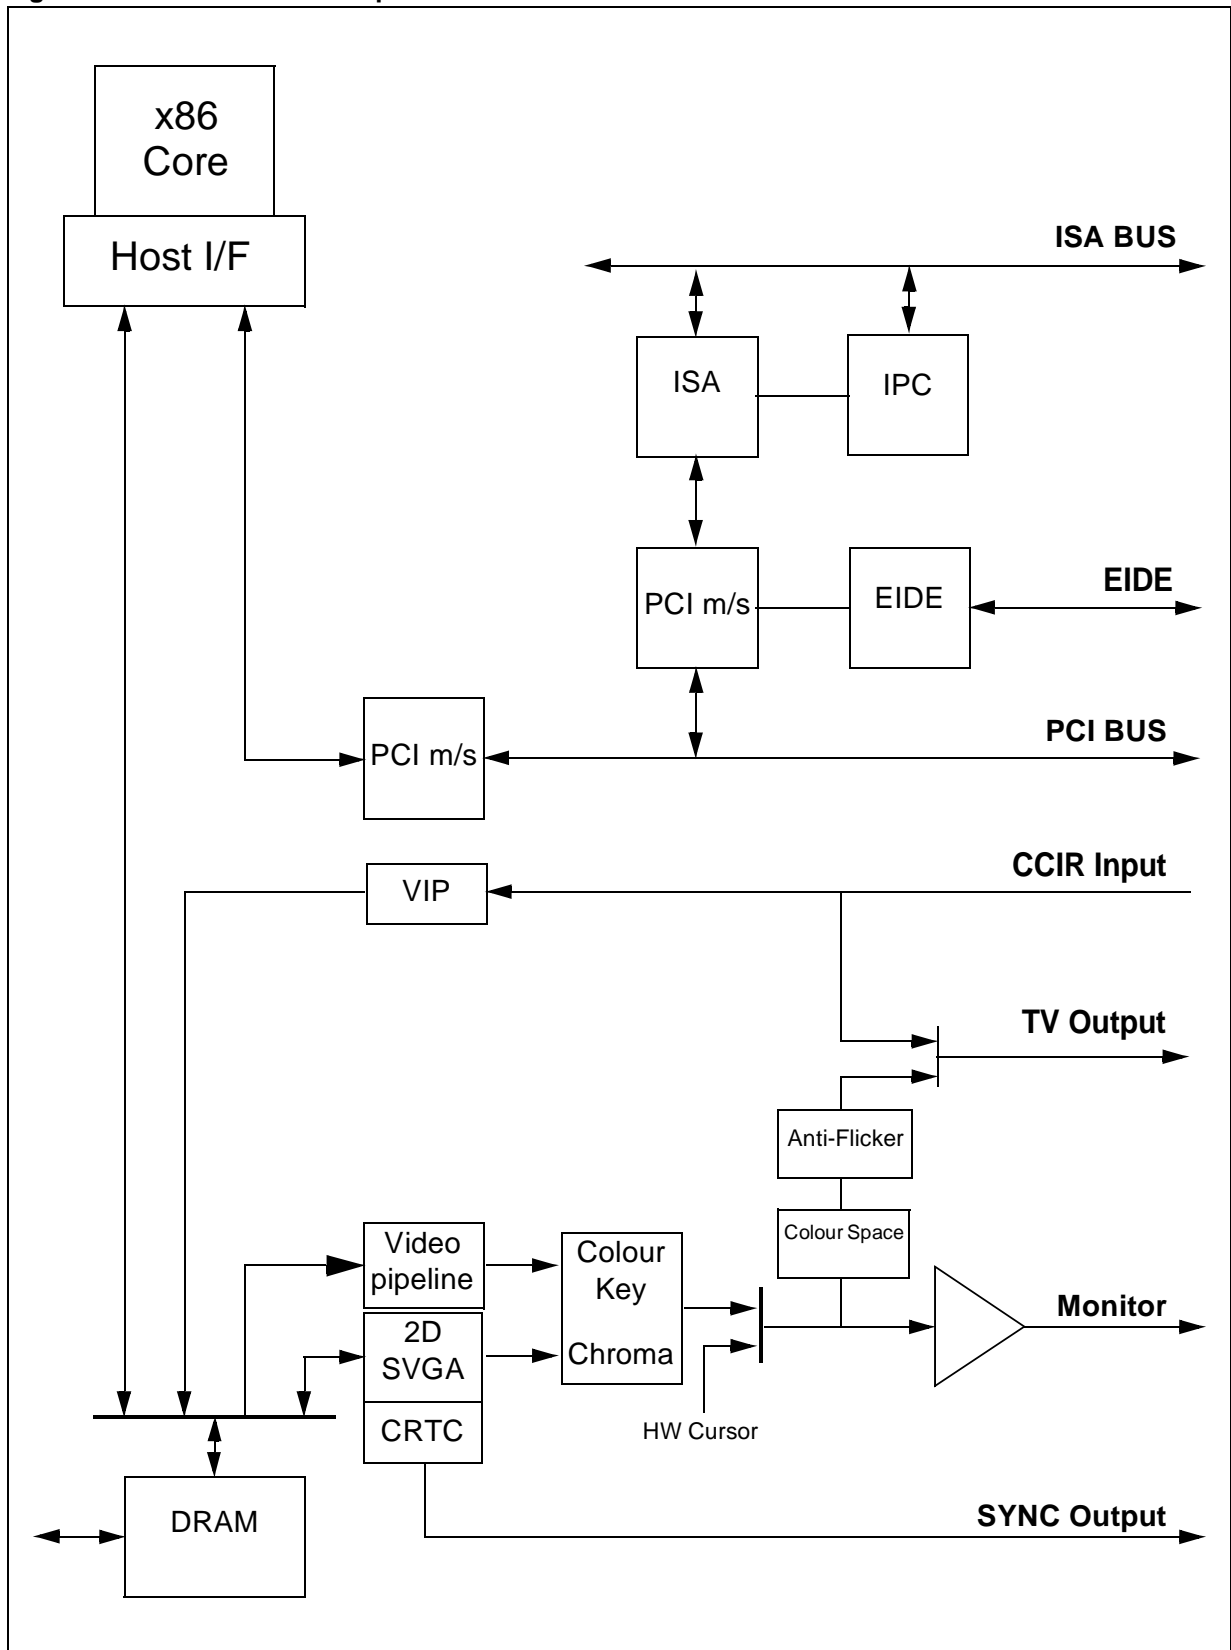 x86
Core
Host I/F
ISA BUS
ISA
IPC
PCI m/s
EIDE
EIDE
PCI m/s
PCI BUS
VIP
CCIR Input
TV Output
Anti-Flicker
Colour Space
Video
pipeline
2D
SVGA
CRTC
Colour
Key
Chroma
HW Cursor
Monitor
DRAM
SYNC Output